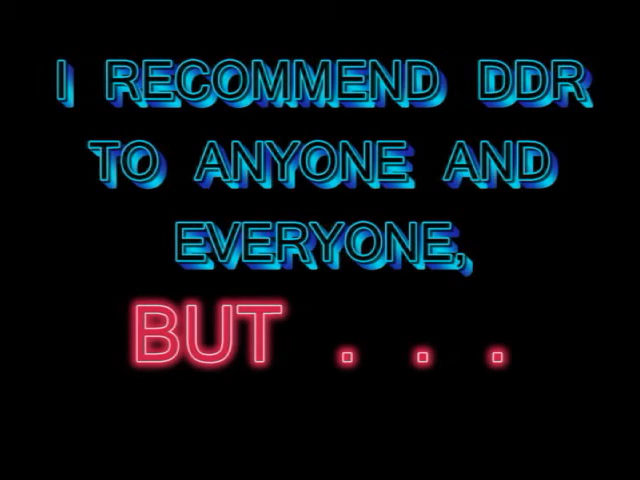 I RECOMMEND DDR
TO ANYONE AND
EVERYONE,
BUT . . .